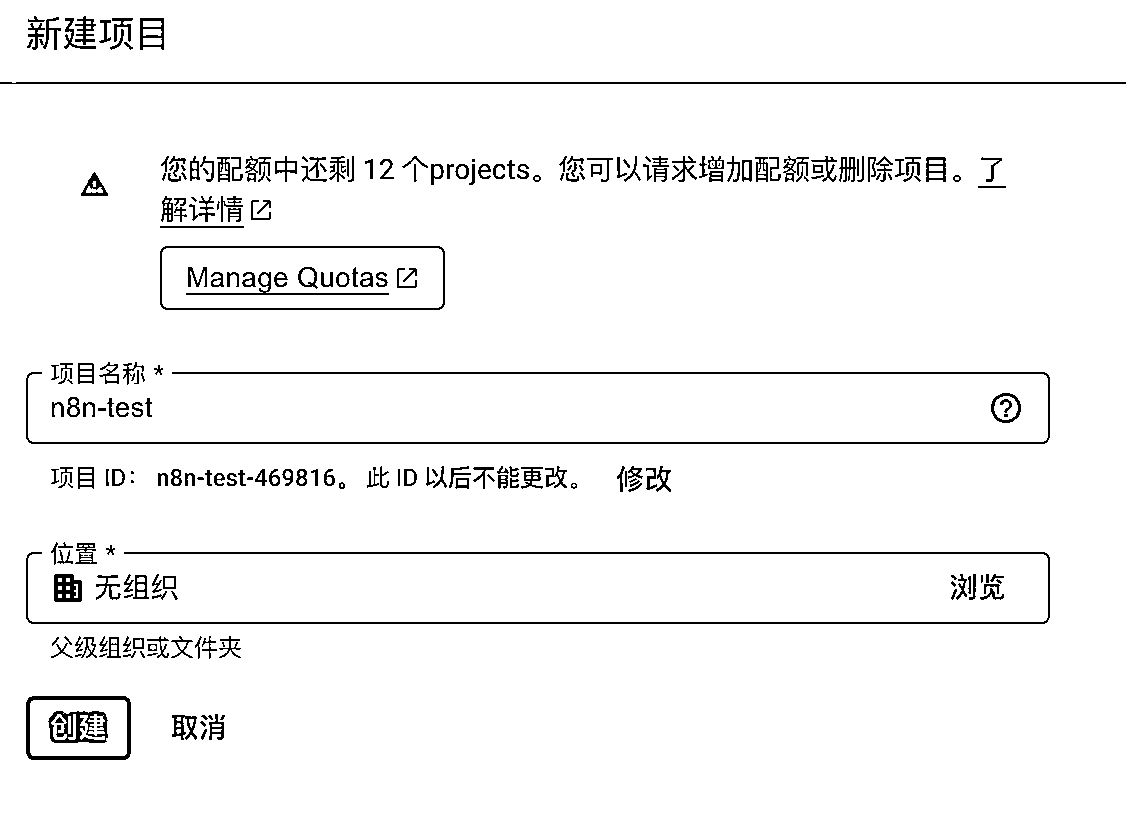 新建项目
您的配额中还剩 12 个projects。您可以请求增加配额或删除项目。了
解详情
Manage Quotas
项目名称 *
n8n-test
项目 ID： n8n-test-469816。 此 ID 以后不能更改。 修改
位置 *
无组织 浏览
父级组织或文件夹
创建 取消